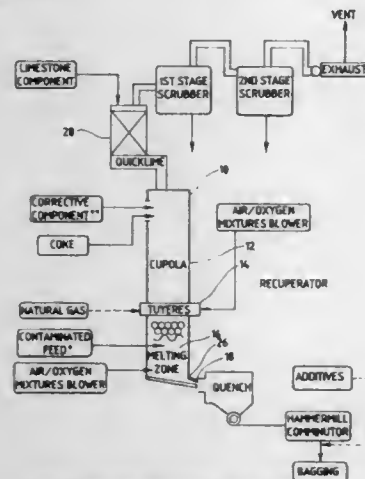 VENT
LIMESTONE
COMPONENT
1ST STAGE
SCRUBBER
2ND STAGE
SCRUBBER
EXHAUST
20
QUICKLIME
10
CORRECTIVE
COMPONENT**
AIR/OXYGEN
MIXTURES BLOWER
COKE
CUPOLA
12
14
RECUPERATOR
NATURAL GAS
TUYERES
CONTAMINATED
FEED*
16
26
MELTING
ZONE
18
AIR/OXYGEN
MIXTURES BLOWER
QUENCH
ADDITIVES
HAMMERMILL
COMMINUTOR
BAGGING